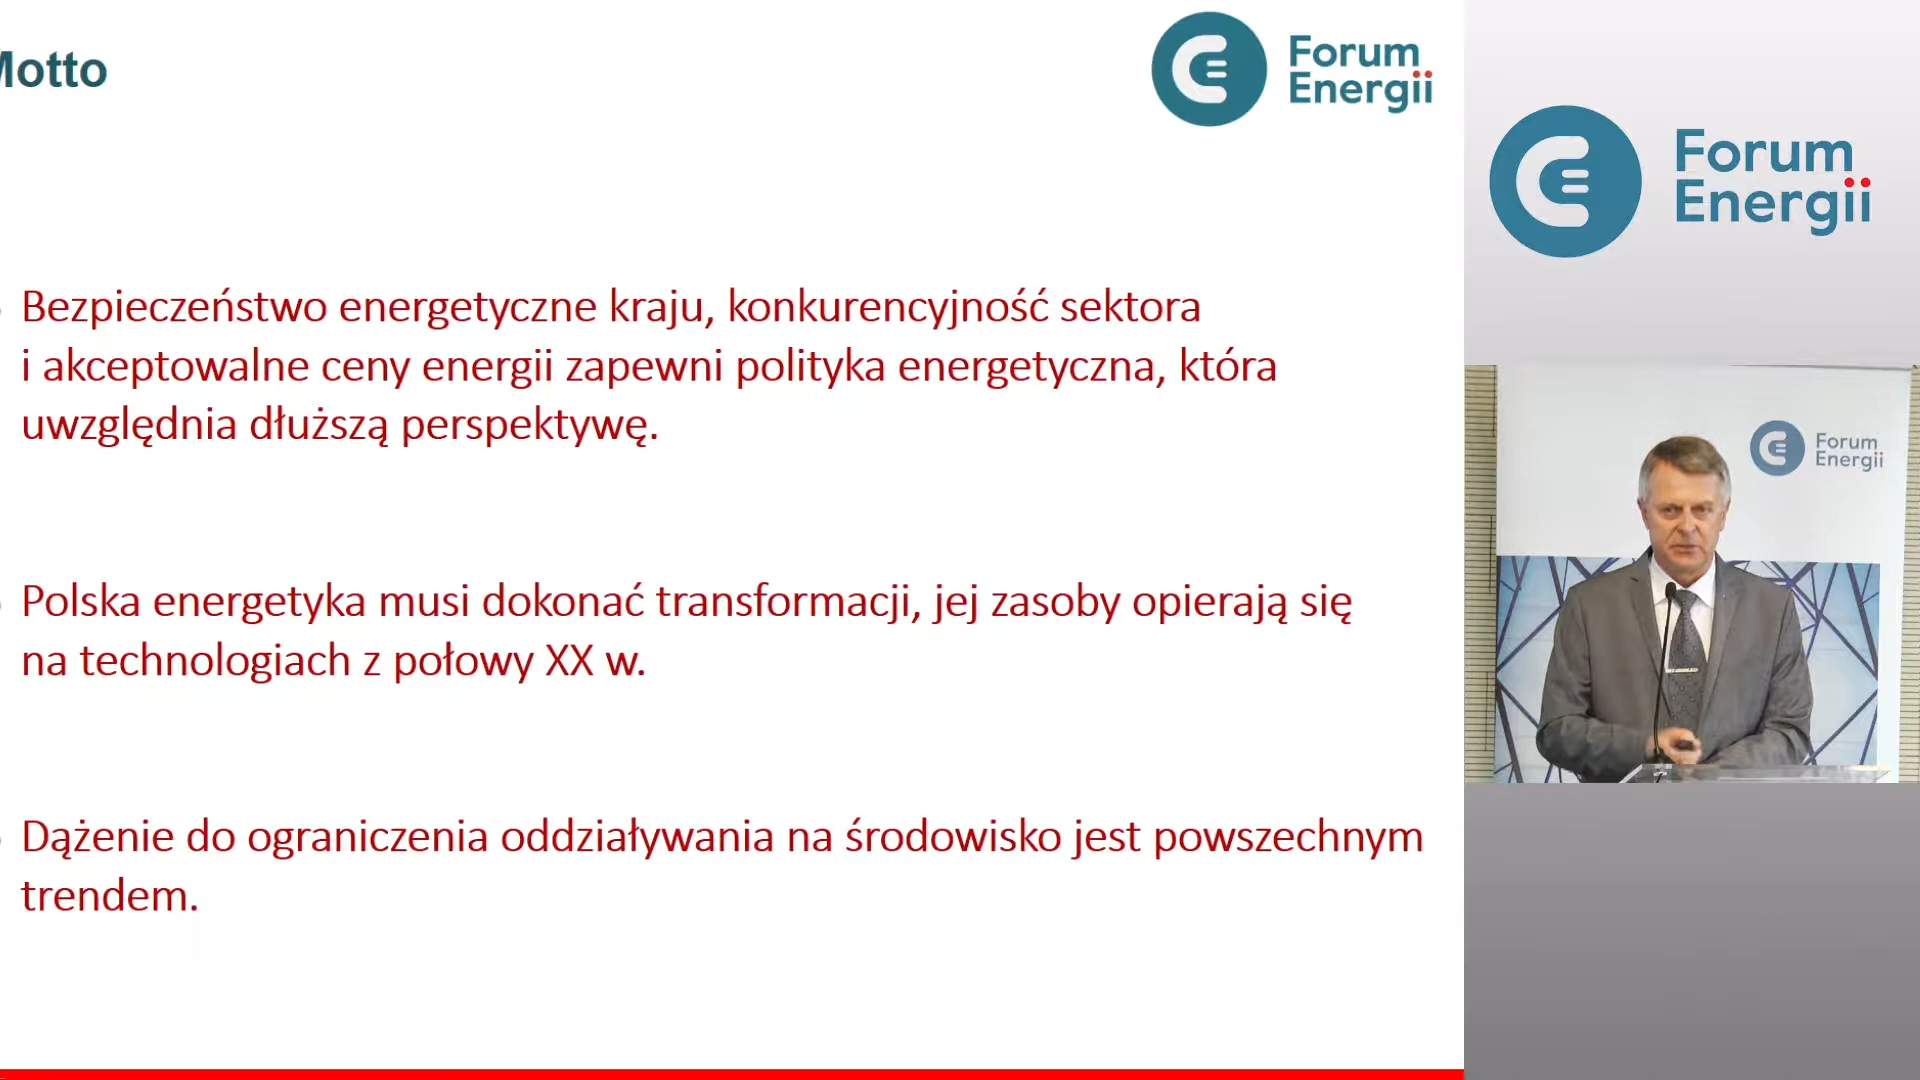 Motto
Forum
Energii
Forum
Energii
Bezpieczeństwo energetyczne kraju, konkurencyjność sektora
i akceptowalne ceny energii zapewni polityka energetyczna, która
uwzględnia dłuższą perspektywę.
Polska energetyka musi dokonać transformacji, jej zasoby opierają się
na technologiach z połowy XX w.
Dążenie do ograniczenia oddziaływania na środowisko jest powszechnym
trendem.
Forum
Energii